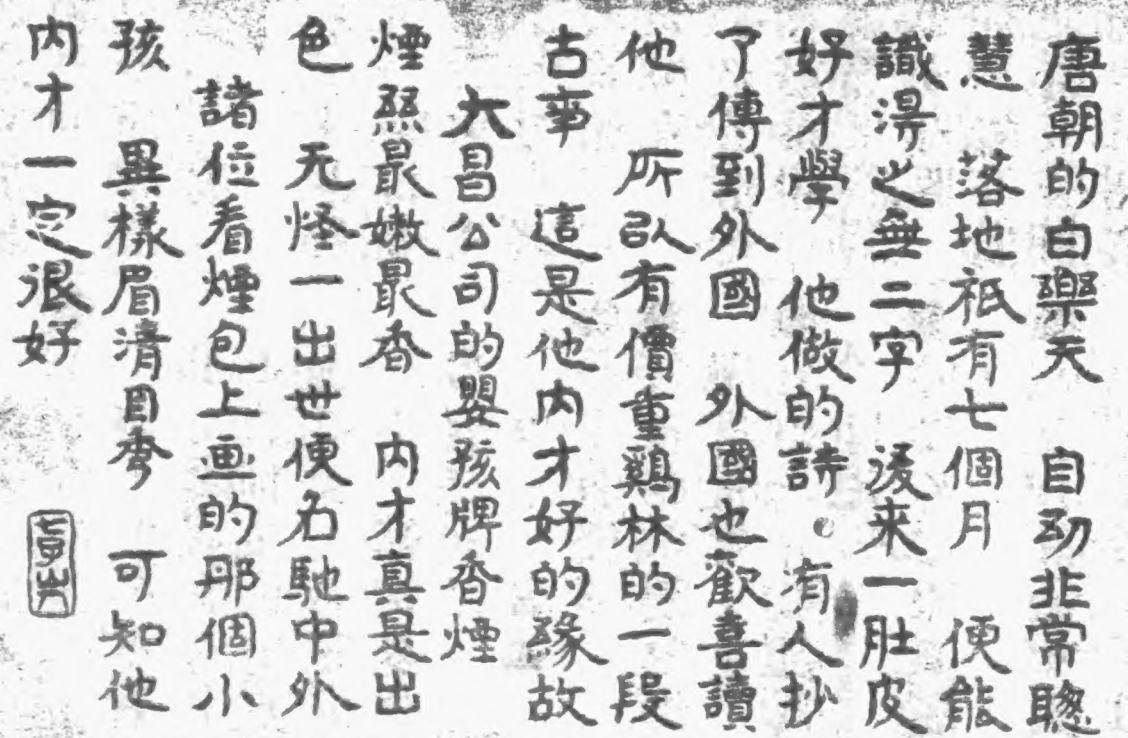 唐朝的白樂天　自幼非常聰
慧　落地祇有七個月　便能
識得之無二字　後来一肚皮
好才學　他做的詩。有人抄
了傳到外國　外國也歡喜讀
他　所以有價重鷄林的一段
古事　這是他内才好的緣故
大昌公司的嬰孩牌香煙
煙絲最嫩最香　内才真是出
色　无怪一出世便名馳中外
諸位看煙包上画的那個小
孩　異樣眉清目秀　可知他
内才一定很好